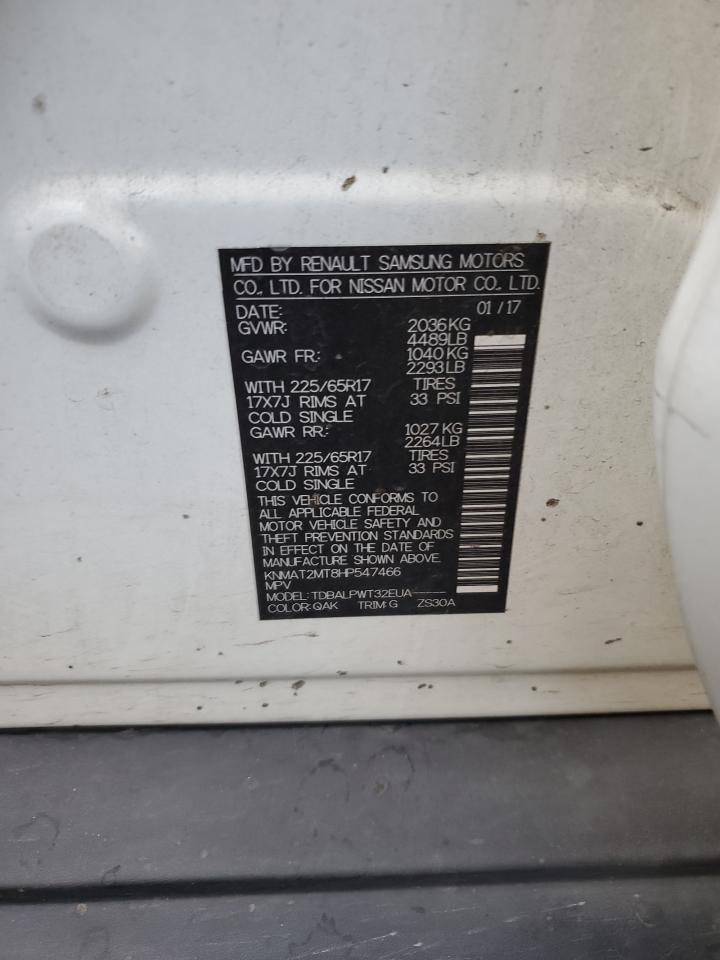 MFD BY RENAULT SAMSUNG MOTORS
CO., LTD. FOR NISSAN MOTOR CO., LTD.
DATE: 01 / 17
GVWR: 2036KG
4489LB
GAWR FR: 1040 KG
2293LB
WITH 225/65R17 TIRES
17X7J RIMS AT 33 PSI
COLD SINGLE
GAWR RR: 1027 KG
2264LB
WITH 225/65R17 TIRES
17X7J RIMS AT 33 PSI
COLD SINGLE
THIS VEHICLE CONFORMS TO
ALL APPLICABLE FEDERAL
MOTOR VEHICLE SAFETY AND
THEFT PREVENTION STANDARDS
IN EFFECT ON THE DATE OF
MANUFACTURE SHOWN ABOVE.
KNMAT2MT8HP547466
MPV
MODEL: TDBALPWT32EUA-----
COLOR: QAK TRIM: G ZS30A